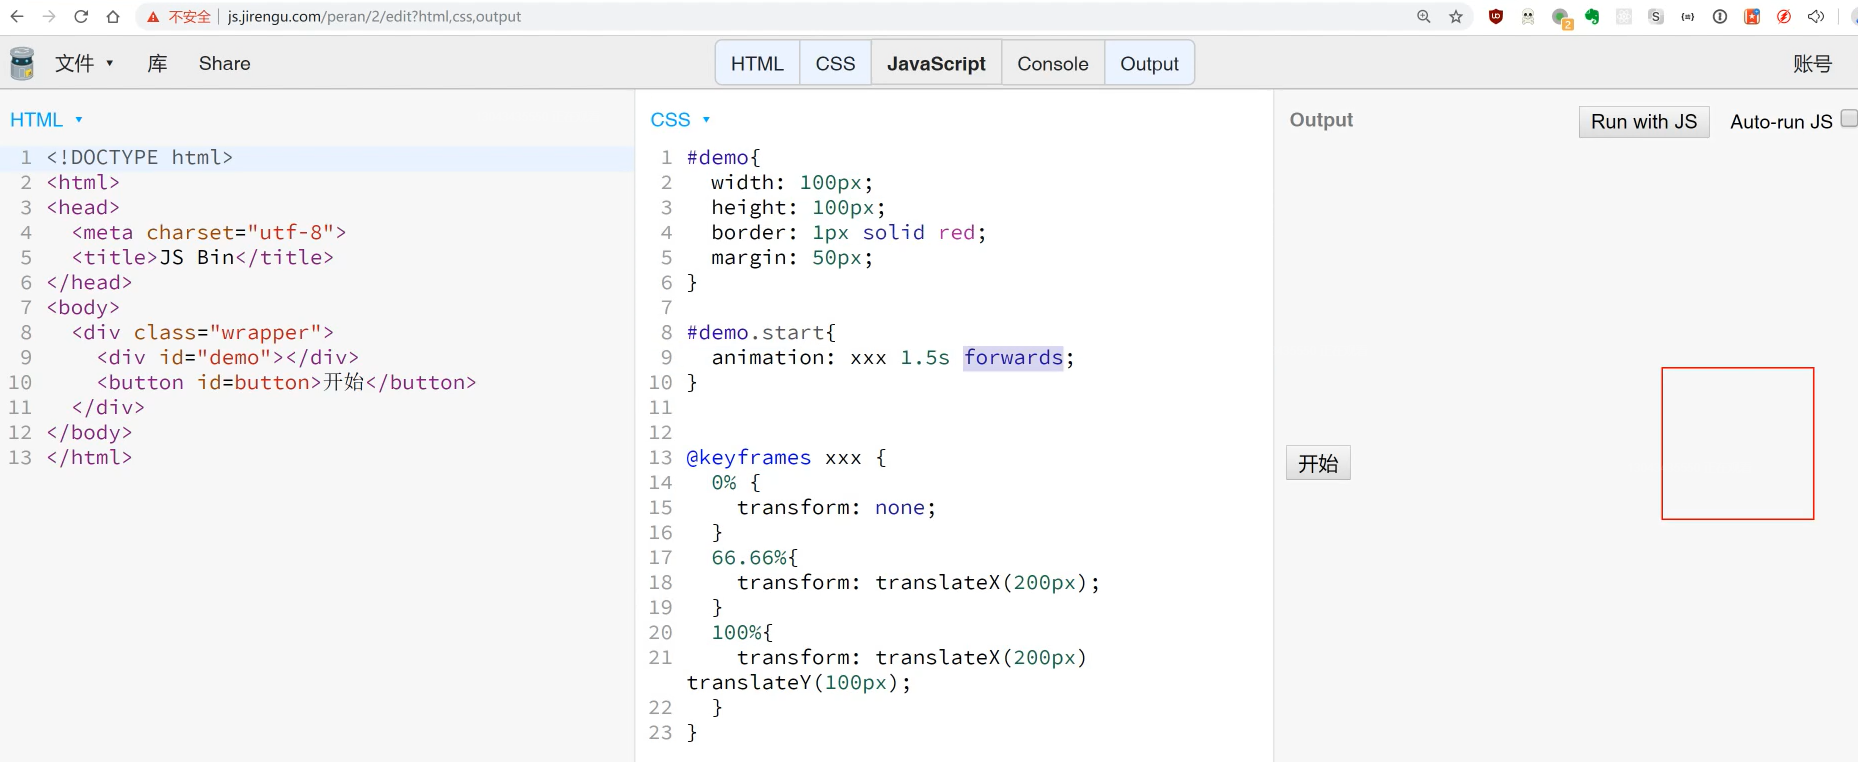 不安全 js.jirengu.com/peran/2/edit?html,css,output
2
S
文件 库 Share HTML CSS JavaScript Console Output 账号
HTML
1 <!DOCTYPE html>
2 <html>
3 <head>
4 <meta charset="utf-8">
5 <title>JS Bin</title>
6 </head>
7 <body>
8 <div class="wrapper">
9 <div id="demo"></div>
10 <button id=button>开始</button>
11 </div>
12 </body>
13 </html>
CSS
1 #demo{
2 width: 100px;
3 height: 100px;
4 border: 1px solid red;
5 margin: 50px;
6 }
7
8 #demo.start{
9 animation: xxx 1.5s forwards;
10 }
11
12
13 @keyframes xxx {
14 0% {
15 transform: none;
16 }
17 66.66%{
18 transform: translateX(200px);
19 }
20 100%{
21 transform: translateX(200px)
translateY(100px);
22 }
23 }
Output Run with JS Auto-run JS
开始